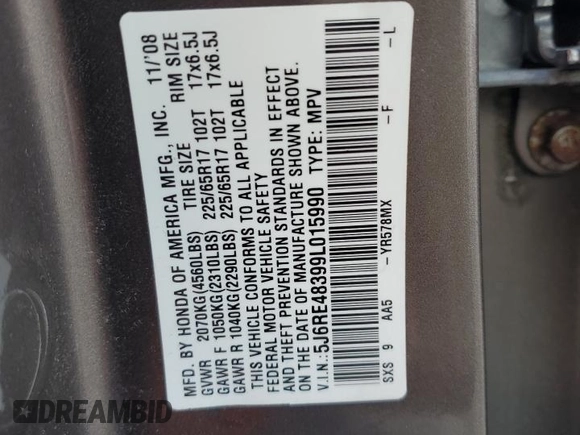 MFD. BY HONDA OF AMERICA MFG., INC. 11/'08
TIRE SIZE RIM SIZE
GVWR 2070KG(4560LBS)
GAWR F 1050KG(2310LBS) 225/65R17 102T 17x6.5J
GAWR R 1040KG(2290LBS) 225/65R17 102T 17x6.5J
THIS VEHICLE CONFORMS TO ALL APPLICABLE
FEDERAL MOTOR VEHICLE SAFETY
AND THEFT PREVENTION STANDARDS IN EFFECT
ON THE DATE OF MANUFACTURE SHOWN ABOVE.
V.I.N.:5J6RE48399L015990 TYPE: MPV
SXS 9 AA5 -YR578MX -F -L
DREAMBID